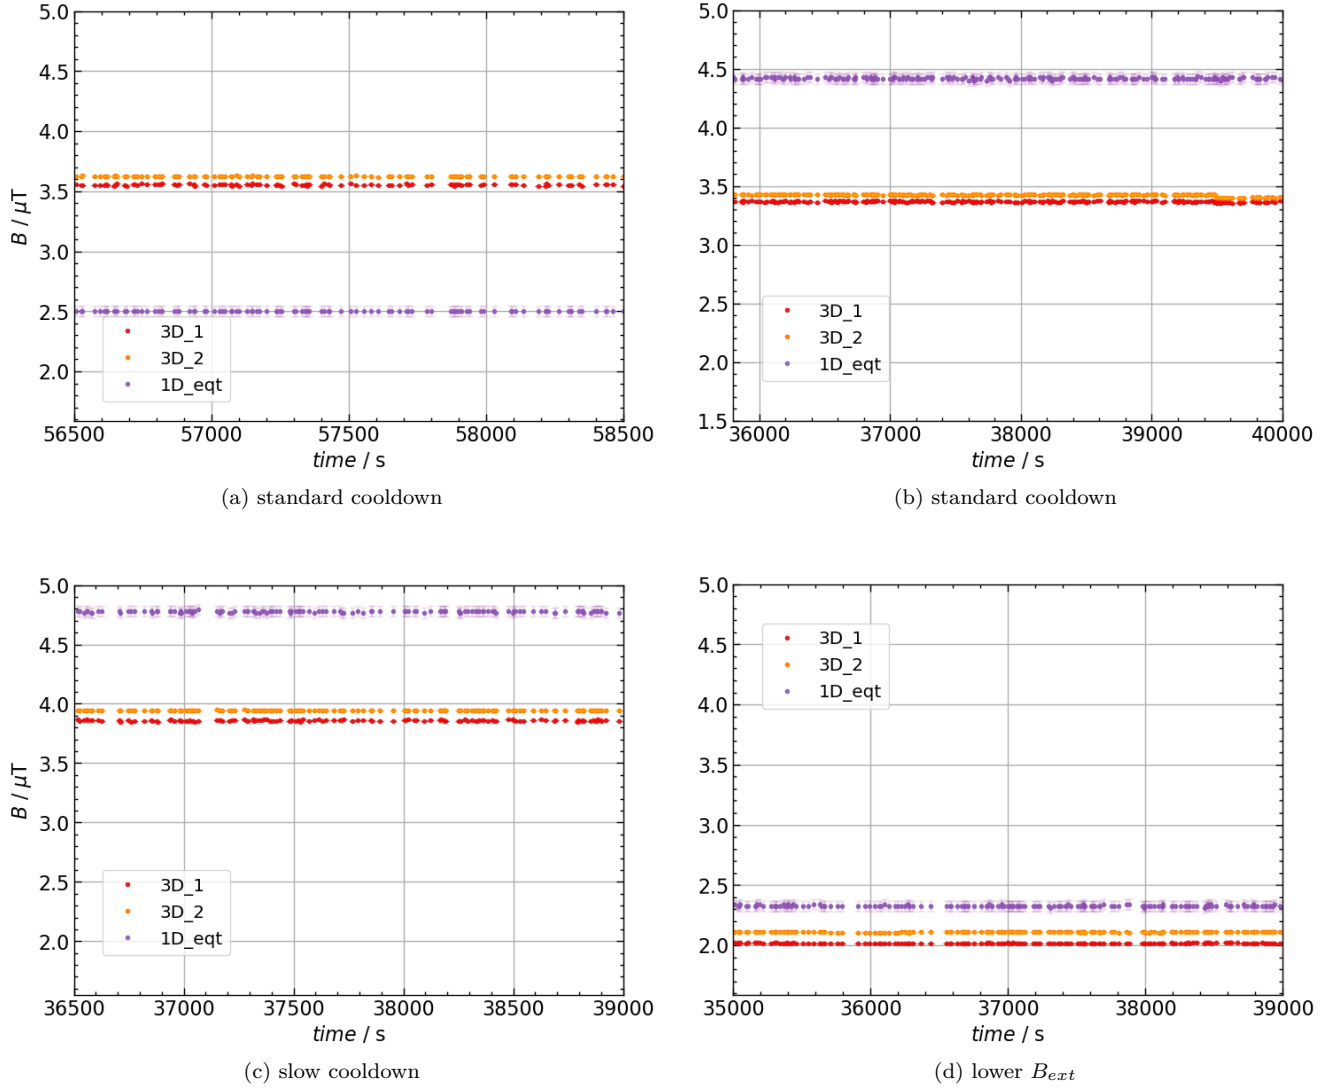 5.0
4.5
4.0
3.5
3.0
2.5
2.0
B / μT
3D_1
3D_2
1D_eqt
56500 57000 57500 58000 58500
time / s
(a) standard cooldown
5.0
4.5
4.0
3.5
3.0
2.5
2.0
1.5
3D_1
3D_2
1D_eqt
36000 37000 38000 39000 40000
time / s
(b) standard cooldown
5.0
4.5
4.0
3.5
3.0
2.5
2.0
B / μT
3D_1
3D_2
1D_eqt
36500 37000 37500 38000 38500 39000
time / s
(c) slow cooldown
5.0
4.5
4.0
3.5
3.0
2.5
2.0
3D_1
3D_2
1D_eqt
35000 36000 37000 38000 39000
time / s
(d) lower Bext